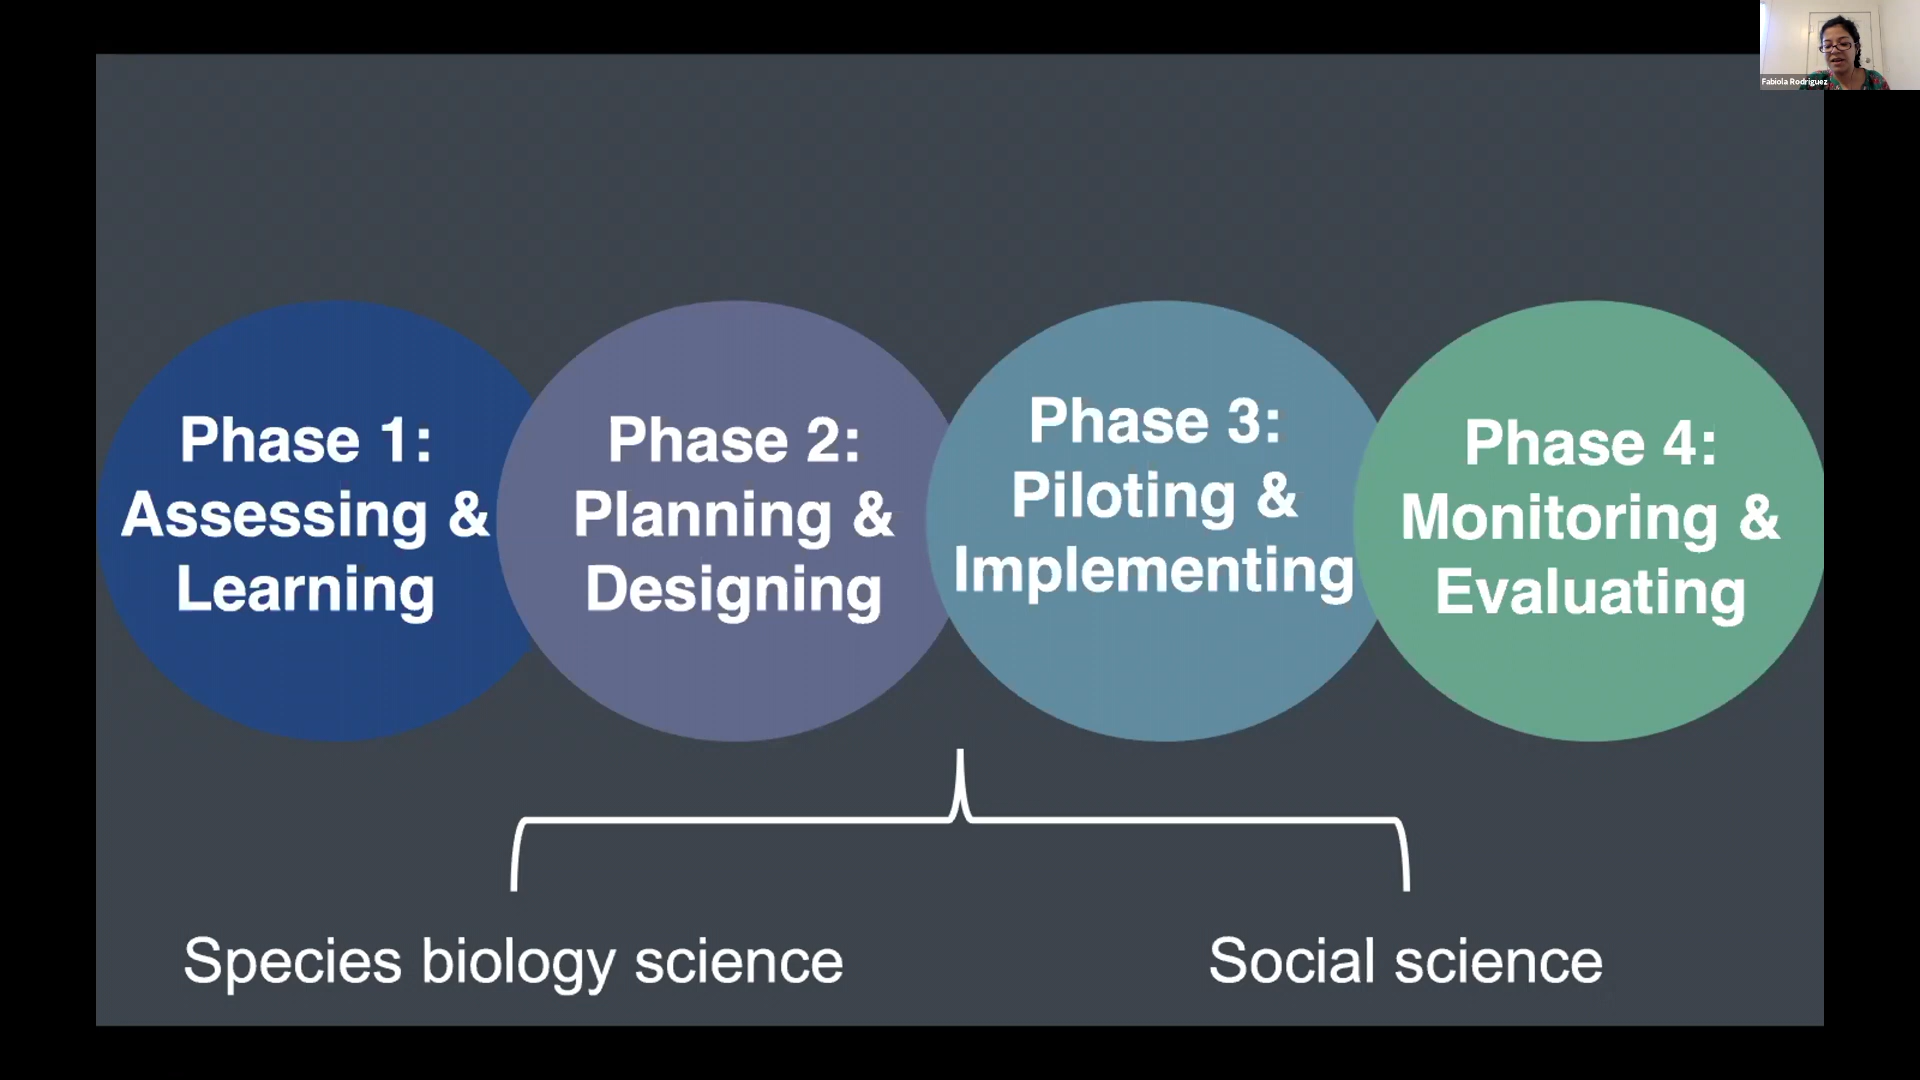 Fabiola Rodriguez
Phase 1:
Assessing &
Learning
Phase 2:
Planning &
Designing
Phase 3:
Piloting &
Implementing
Phase 4:
Monitoring &
Evaluating
Species biology science
Social science